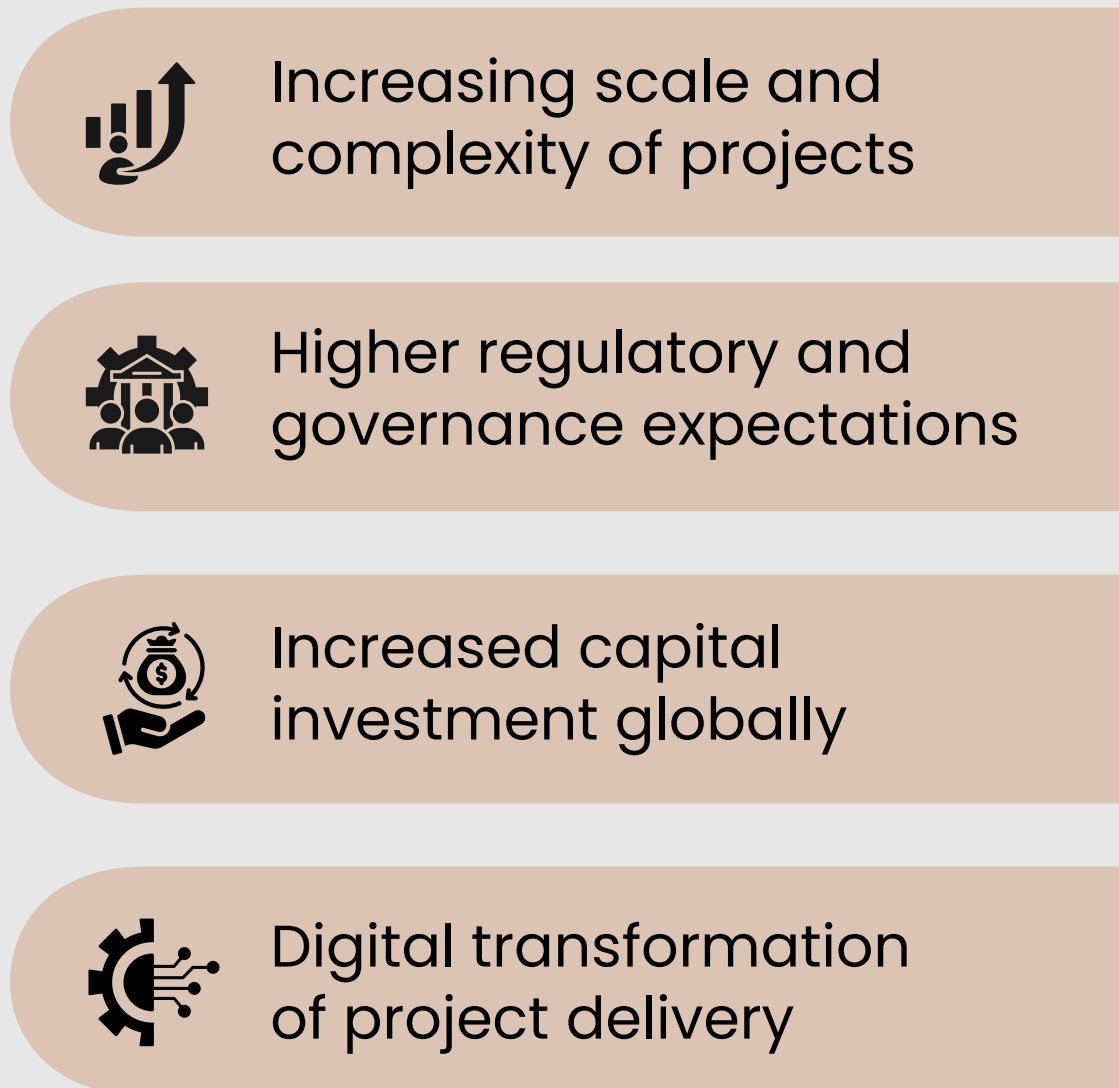 Increasing scale and
complexity of projects
Higher regulatory and
governance expectations
Increased capital
investment globally
Digital transformation
of project delivery